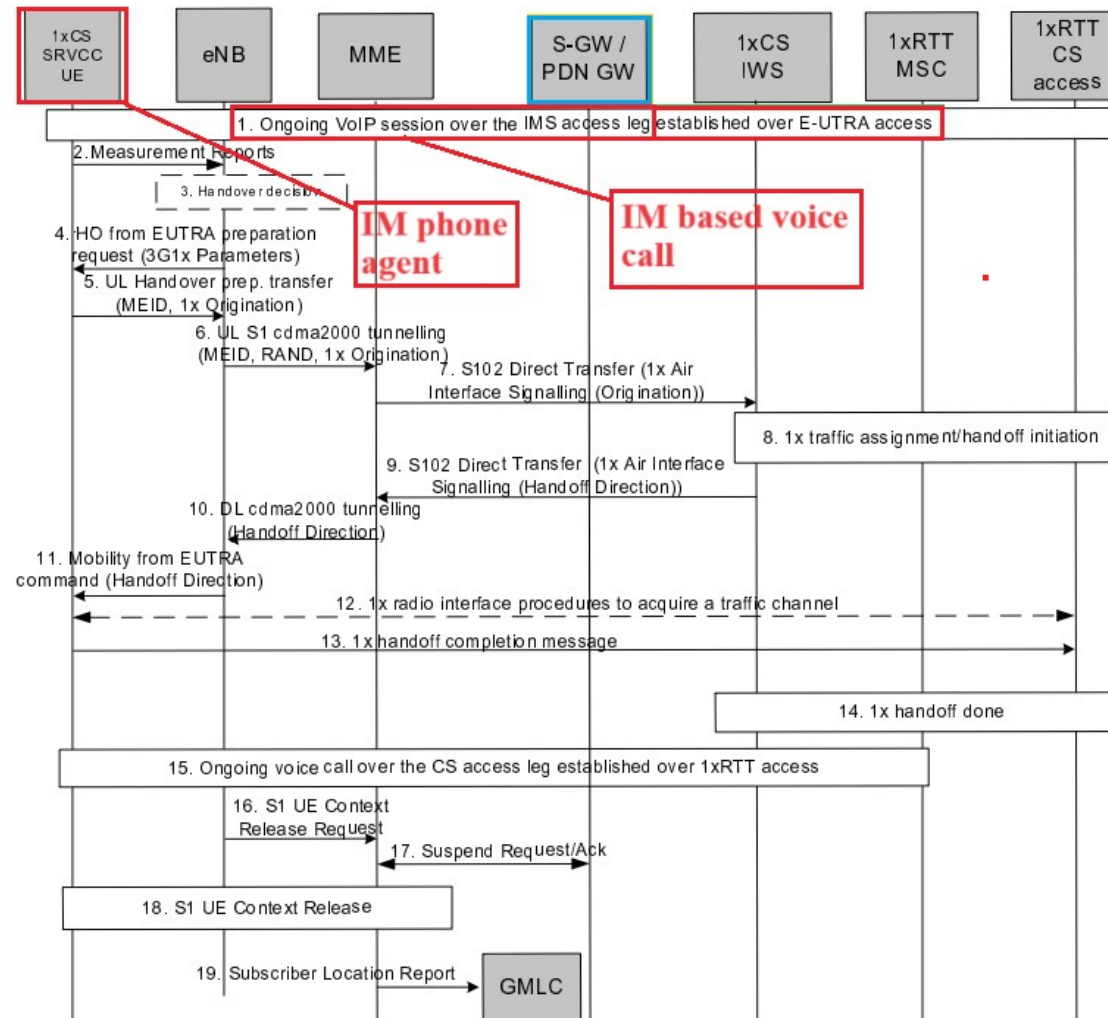 1xCS
SRVCC
UE
eNB
MME
S-GW /
PDN GW
1xCS
IWS
1xRTT
MSC
1xRTT
CS
access
1. Ongoing VoIP session over the IMS access leg established over E-UTRA access
2.Measurement Reports
3. Handover decision
IM phone
agent
IM based voice
call
4. HO from EUTRA preparation
request (3G1x Parameters)
5. UL Handover prep. transfer
(MEID, 1x Origination)
6. UL S1 cdma2000 tunnelling
(MEID, RAND, 1x Origination)
7. S102 Direct Transfer (1x Air
Interface Signalling (Origination))
8. 1x traffic assignment/handoff initiation
9. S102 Direct Transfer (1x Air Interface
Signalling (Handoff Direction))
10. DL cdma2000 tunnelling
(Handoff Direction)
11. Mobility from EUTRA
command (Handoff Direction)
12. 1x radio interface procedures to acquire a traffic channel
13. 1x handoff completion message
14. 1x handoff done
15. Ongoing voice call over the CS access leg established over 1xRTT access
16. S1 UE Context
Release Request
17. Suspend Request/Ack
18. S1 UE Context Release
19. Subscriber Location Report
GMLC